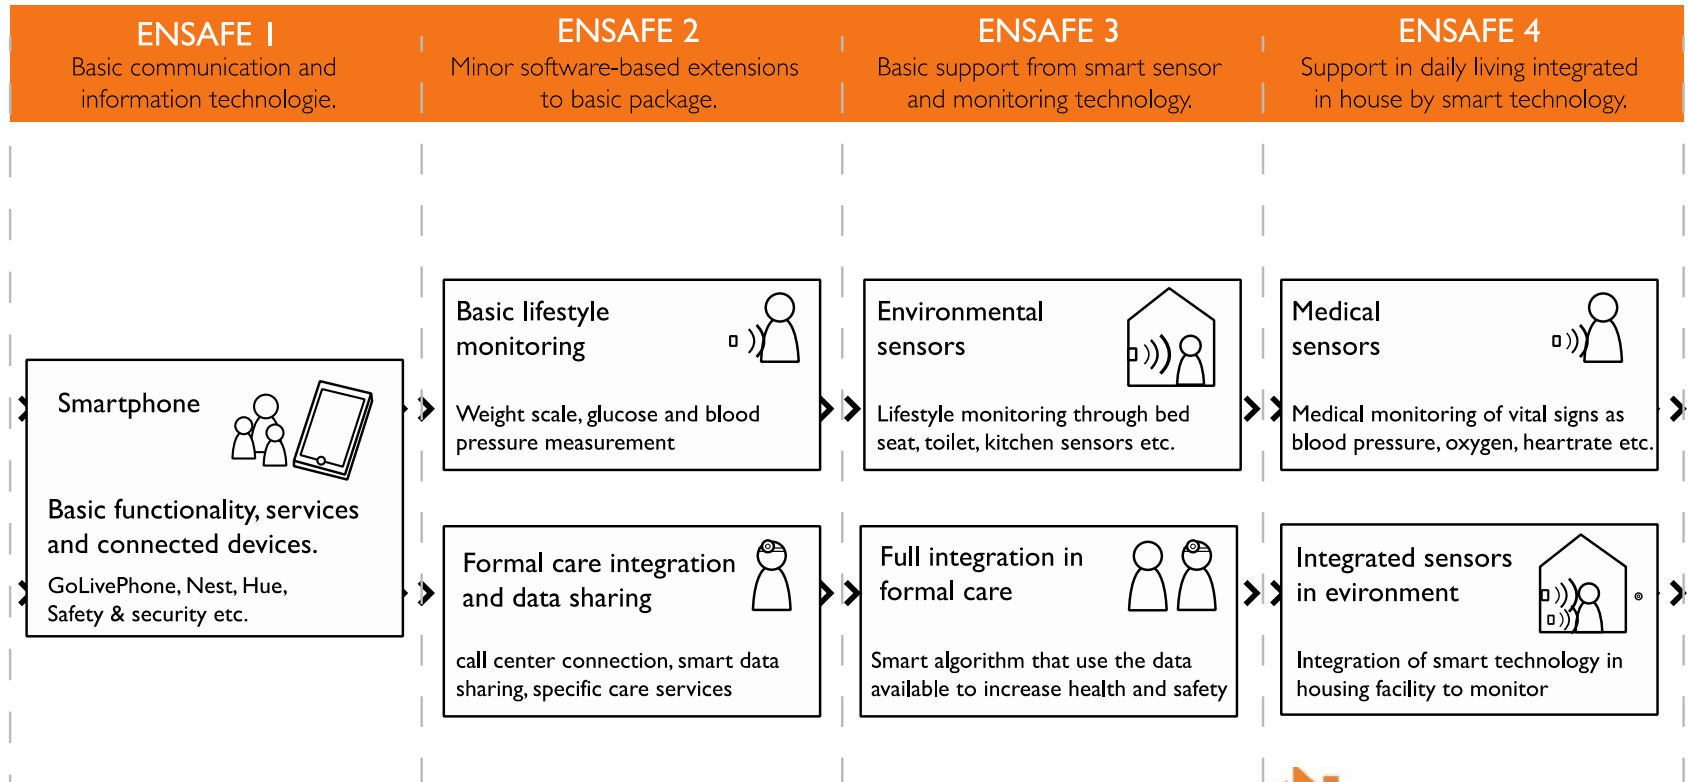 ENSAFE 1
Basic communication and
information technologie.
ENSAFE 2
Minor software-based extensions
to basic package.
ENSAFE 3
Basic support from smart sensor
and monitoring technology.
ENSAFE 4
Support in daily living integrated
in house by smart technology.
Smartphone
Basic functionality, services
and connected devices.
GoLivePhone, Nest, Hue,
Safety & security etc.
Basic lifestyle
monitoring
Weight scale, glucose and blood
pressure measurement
Formal care integration
and data sharing
call center connection, smart data
sharing, specific care services
Environmental
sensors
Lifestyle monitoring through bed
seat, toilet, kitchen sensors etc.
Full integration in
formal care
Smart algorithm that use the data
available to increase health and safety
Medical
sensors
Medical monitoring of vital signs as
blood pressure, oxygen, heartrate etc.
Integrated sensors
in evironment
Integration of smart technology in
housing facility to monitor